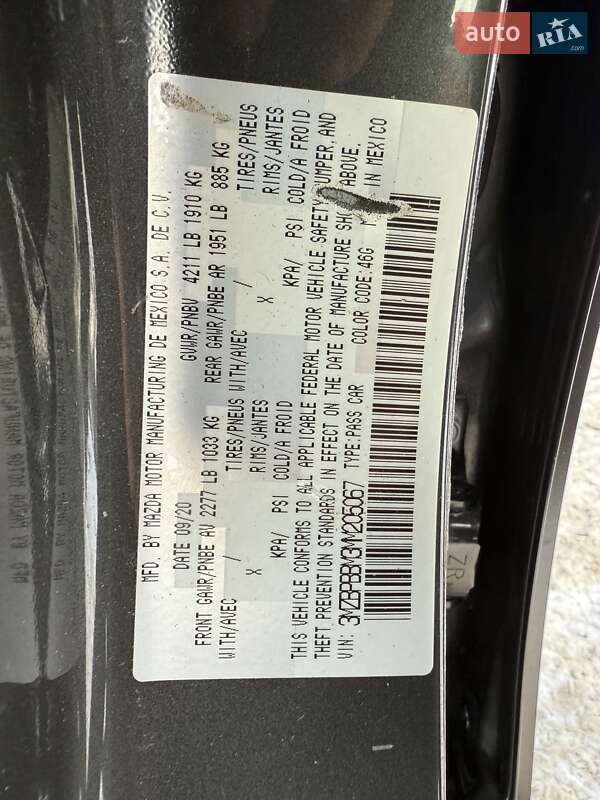 auto RIA.com
MFD. BY MAZDA MOTOR MANUFACTURING DE MEXICO S.A. DE C.V.
DATE 09/20 GVWR/PNBV 4211 LB 1910 KG
FRONT GAWR/PNBE AV 2277 LB 1033 KG REAR GAWR/PNBE AR 1951 LB 885 KG
WITH/AVEC / TIRES/PNEUS WITH/AVEC / TIRES/PNEUS
X RIMS/JANTES X RIMS/JANTES
KPA/ PSI COLD/A FROID KPA/ PSI COLD/A FROID
THIS VEHICLE CONFORMS TO ALL APPLICABLE FEDERAL MOTOR VEHICLE SAFETY, UMPER, AND
THEFT PREVENTION STANDARDS IN EFFECT ON THE DATE OF MANUFACTURE SHO ABOVE.
VIN: 3MZBPBBM3MM205067 TYPE:PASS CAR COLOR CODE:46G M IN MEXICO
ZR